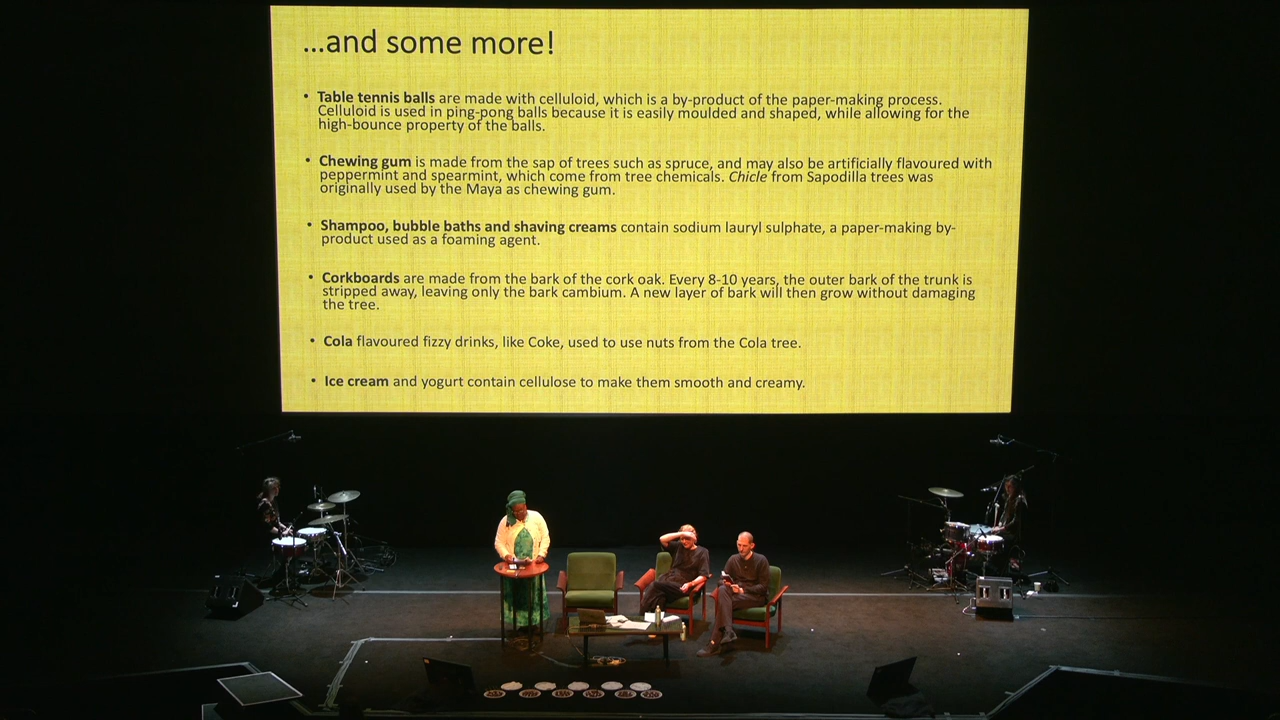 ...and some more!
• Table tennis balls are made with celluloid, which is a by-product of the paper-making process.
Celluloid is used in ping-pong balls because it is easily moulded and shaped, while allowing for the
high-bounce property of the balls.
• Chewing gum is made from the sap of trees such as spruce, and may also be artificially flavoured with
peppermint and spearmint, which come from tree chemicals. Chicle from Sapodilla trees was
originally used by the Maya as chewing gum.
• Shampoo, bubble baths and shaving creams contain sodium lauryl sulphate, a paper-making by-
product used as a foaming agent.
• Corkboards are made from the bark of the cork oak. Every 8-10 years, the outer bark of the trunk is
stripped away, leaving only the bark cambium. A new layer of bark will then grow without damaging
the tree.
• Cola flavoured fizzy drinks, like Coke, used to use nuts from the Cola tree.
• Ice cream and yogurt contain cellulose to make them smooth and creamy.